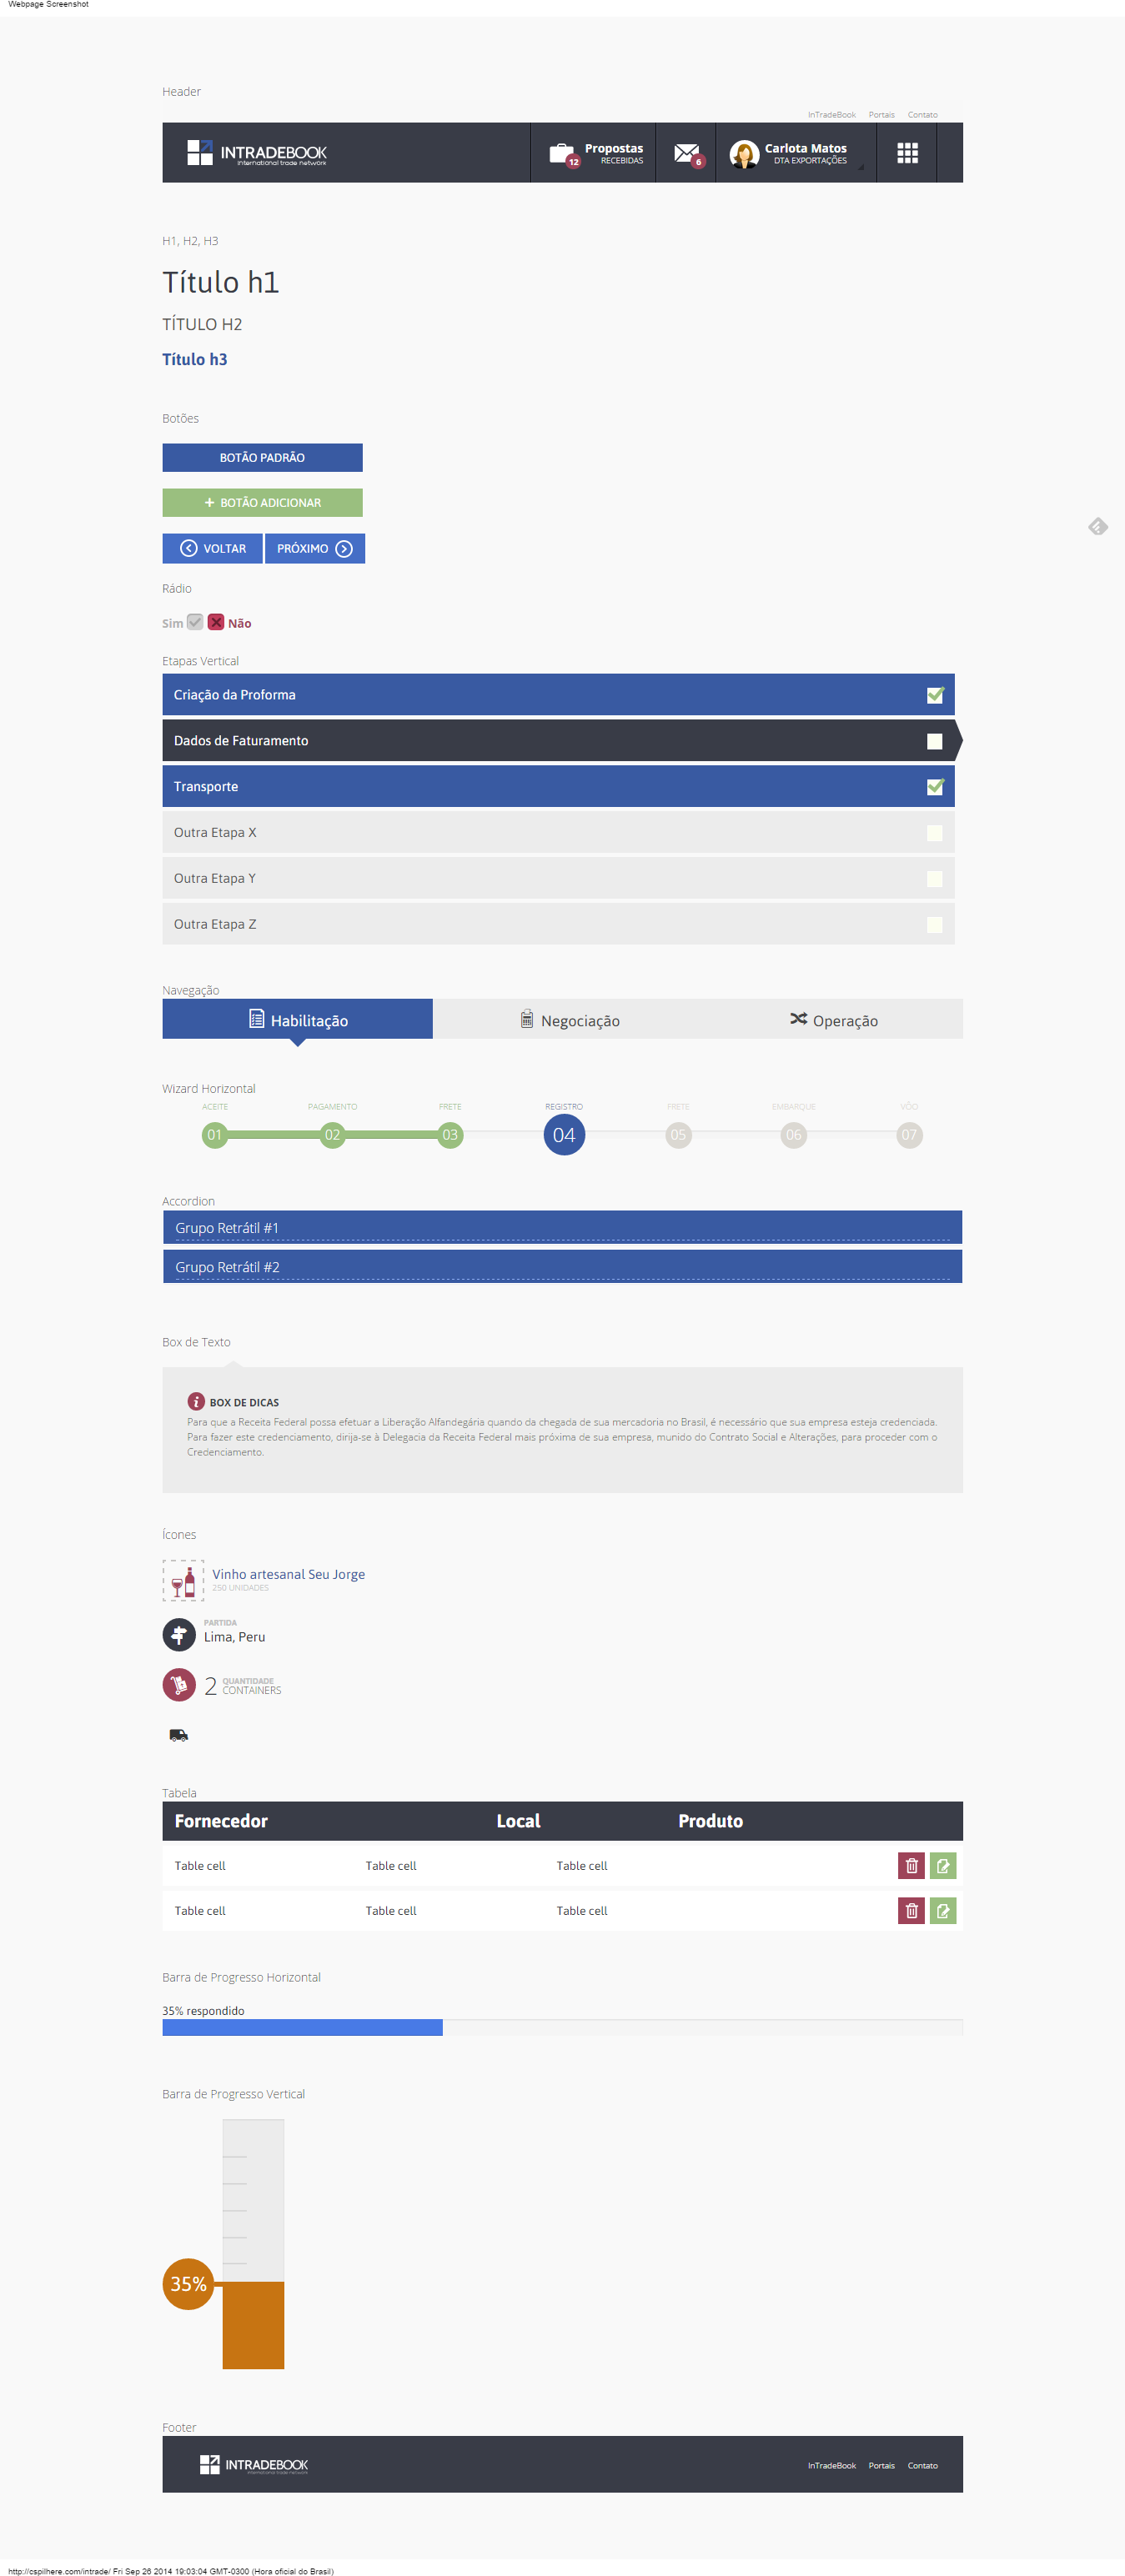 Webpage Screenshot
Header
InTradeBook Portais Contato
INTRADEBOOK
international trade network
12
Propostas
RECEBIDAS
6
Carlota Matos
DTA EXPORTAÇÕES
H1, H2, H3
Título h1
TÍTULO H2
Título h3
Botões
BOTÃO PADRÃO
+ BOTÃO ADICIONAR
VOLTAR PRÓXIMO
Rádio
Sim Não
Etapas Vertical
Criação da Proforma
Dados de Faturamento
Transporte
Outra Etapa X
Outra Etapa Y
Outra Etapa Z
Navegação
Habilitação Negociação Operação
Wizard Horizontal
ACEITE PAGAMENTO FRETE REGISTRO FRETE EMBARQUE VÔO
01 02 03 04 05 06 07
Accordion
Grupo Retrátil #1
Grupo Retrátil #2
Box de Texto
i BOX DE DICAS
Para que a Receita Federal possa efetuar a Liberação Alfandegária quando da chegada de sua mercadoria no Brasil, é necessário que sua empresa esteja credenciada.
Para fazer este credenciamento, dirija-se à Delegacia da Receita Federal mais próxima de sua empresa, munido do Contrato Social e Alterações, para proceder com o
Credenciamento.
Ícones
Vinho artesanal Seu Jorge
250 UNIDADES
PARTIDA
Lima, Peru
2 QUANTIDADE
CONTAINERS
Tabela
Fornecedor Local Produto
Table cell Table cell Table cell
Table cell Table cell Table cell
Barra de Progresso Horizontal
35% respondido
Barra de Progresso Vertical
35%
Footer
INTRADEBOOK
international trade network
InTradeBook Portais Contato
http://cspilhere.com/intrade/ Fri Sep 26 2014 19:03:04 GMT-0300 (Hora oficial do Brasil)